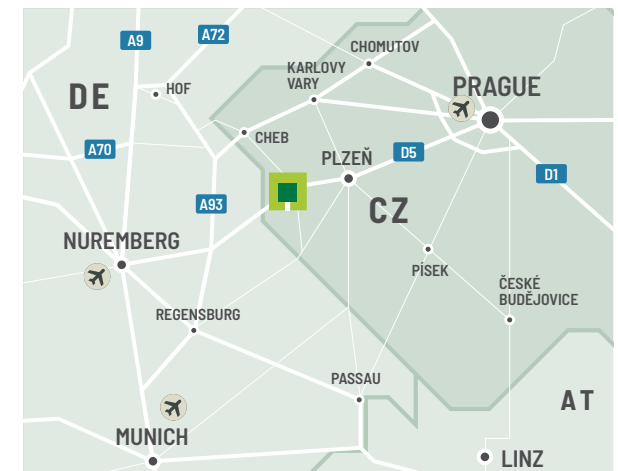 A9
A72
CHOMUTOV
KARLOVY
VARY
DE
HOF
PRAGUE
CHEB
A70
PLZEŇ
D5
D1
A93
CZ
NUREMBERG
PÍSEK
ČESKÉ
BUDĚJOVICE
REGENSBURG
PASSAU
AT
MUNICH
LINZ